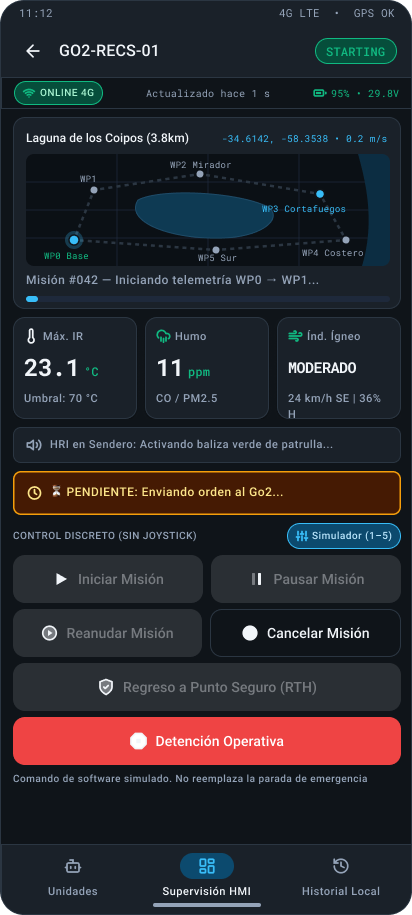 11:12
4G LTE • GPS OK
GO2-RECS-01
STARTING
ONLINE 4G
Actualizado hace 1 s
95% • 29.8V
Laguna de los Coipos (3.8km)
-34.6142, -58.3538 • 0.2 m/s
WP2 Mirador
WP1
WP3 Cortafuegos
WP0 Base
WP5 Sur
WP4 Costero
Misión #042 — Iniciando telemetría WP0 → WP1...
Máx. IR
23.1 °C
Umbral: 70 °C
Humo
11 ppm
CO / PM2.5
Índ. Ígneo
MODERADO
24 km/h SE | 36%
H
HRI en Sendero: Activando baliza verde de patrulla...
⏳ PENDIENTE: Enviando orden al Go2...
CONTROL DISCRETO (SIN JOYSTICK)
Simulador (1–5)
Iniciar Misión
Pausar Misión
Reanudar Misión
Cancelar Misión
Regreso a Punto Seguro (RTH)
Detención Operativa
Comando de software simulado. No reemplaza la parada de emergencia
Unidades
Supervisión HMI
Historial Local